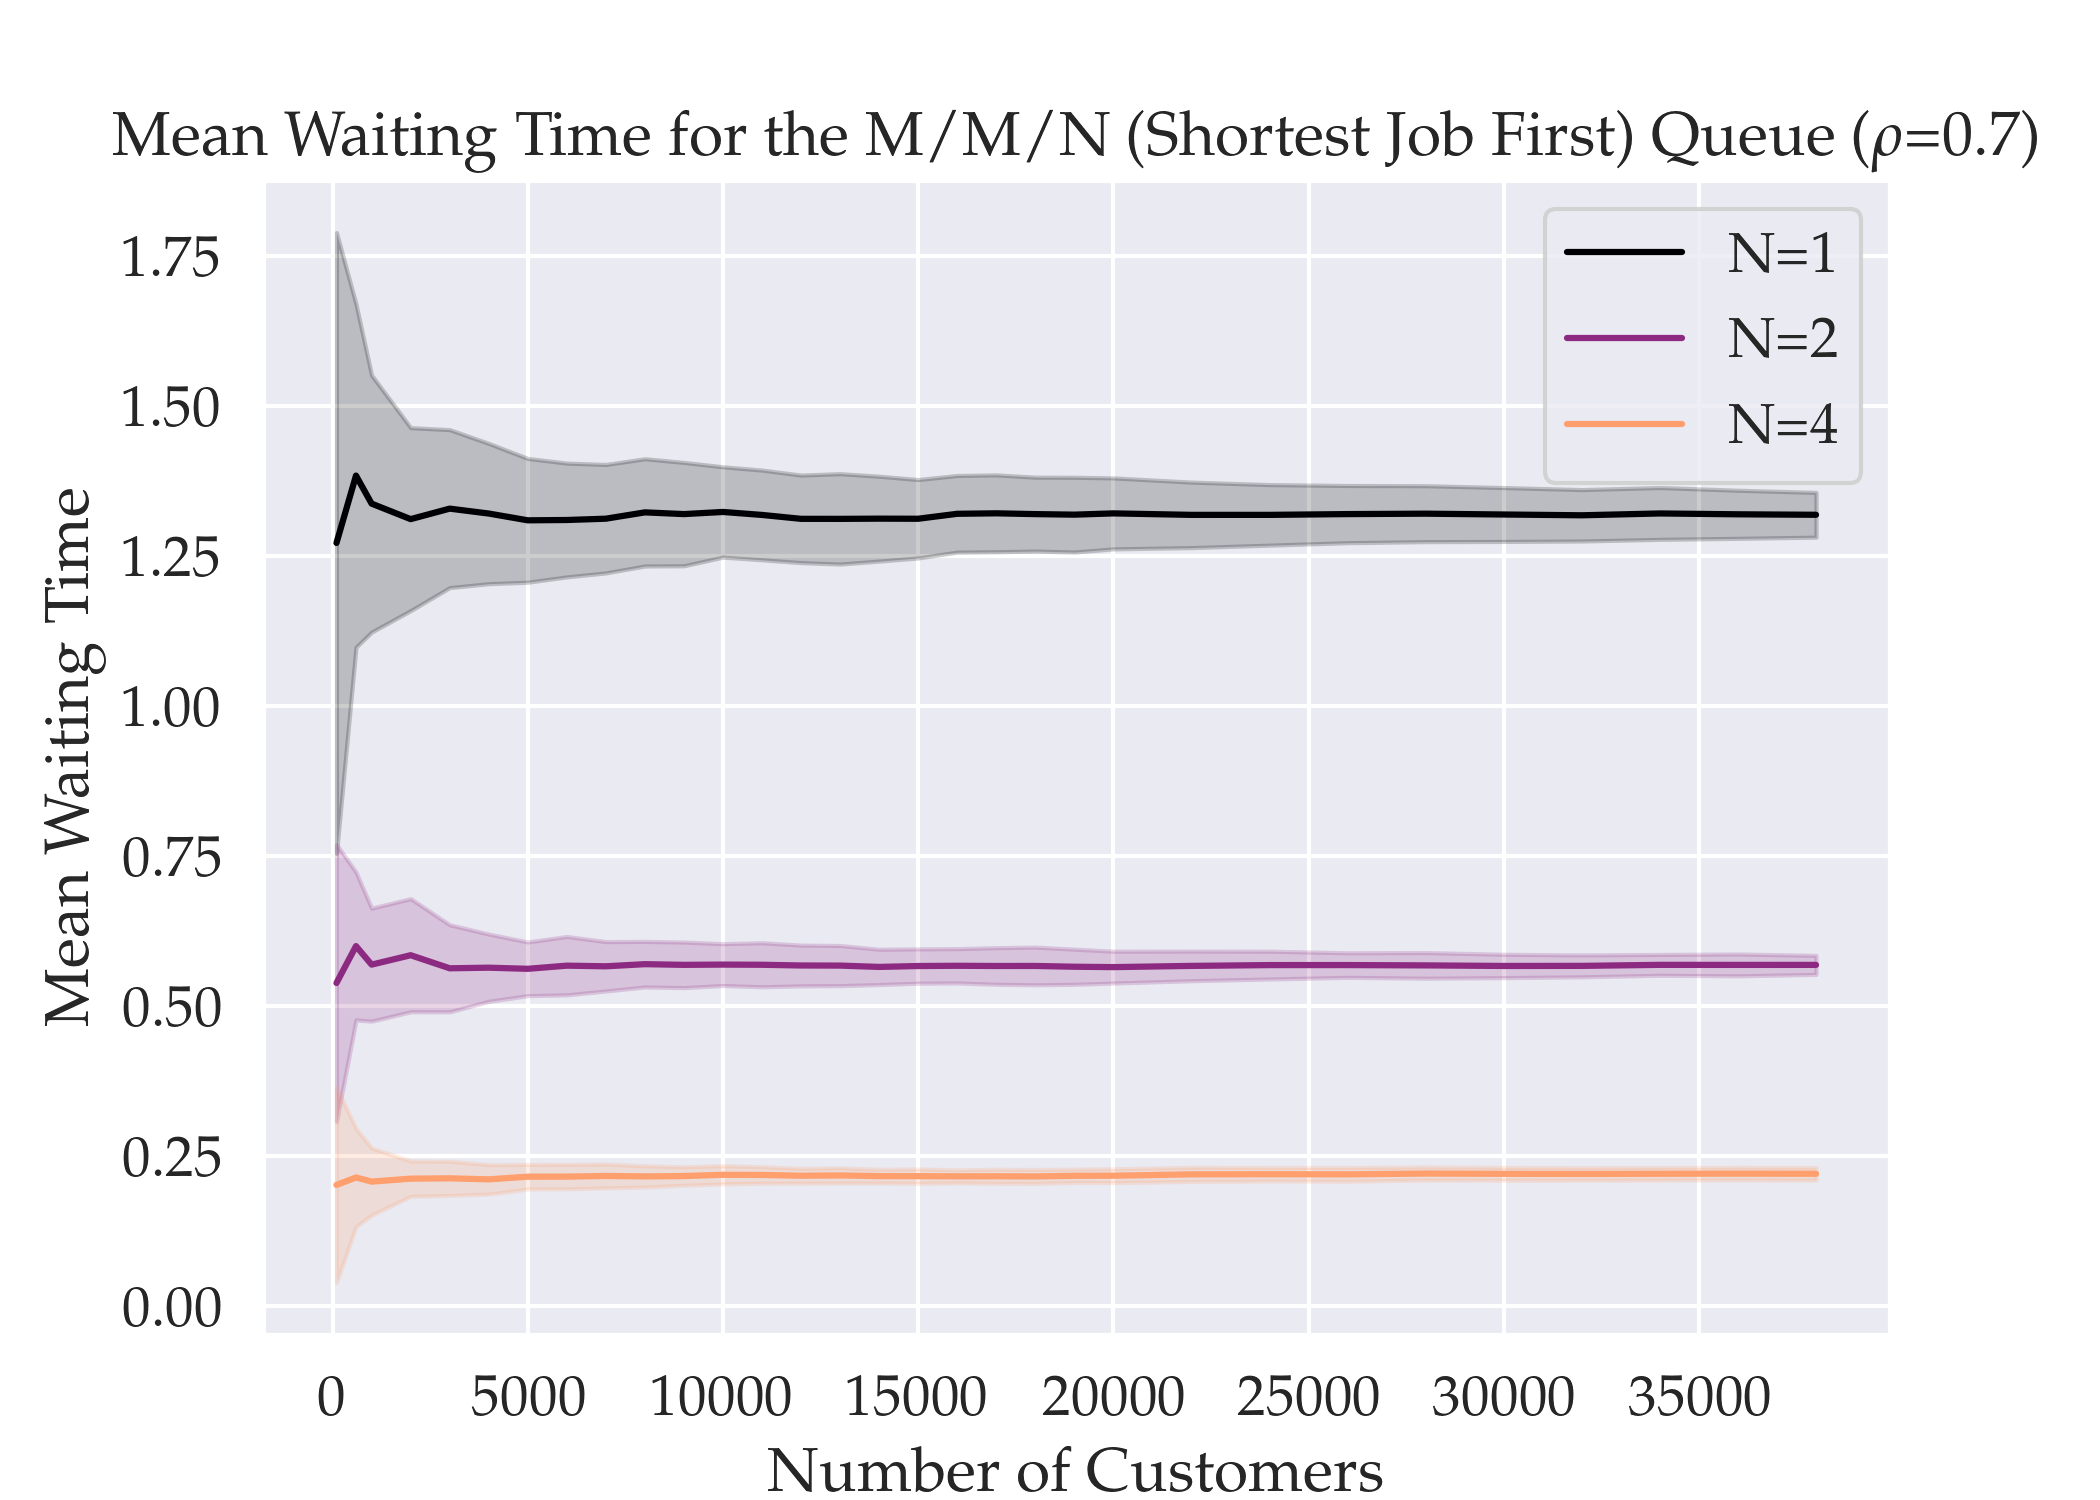 Mean Waiting Time for the M/M/N (Shortest Job First) Queue (ρ=0.7)
N=1
N=2
N=4
Mean Waiting Time
1.75
1.50
1.25
1.00
0.75
0.50
0.25
0.00
0 5000 10000 15000 20000 25000 30000 35000
Number of Customers